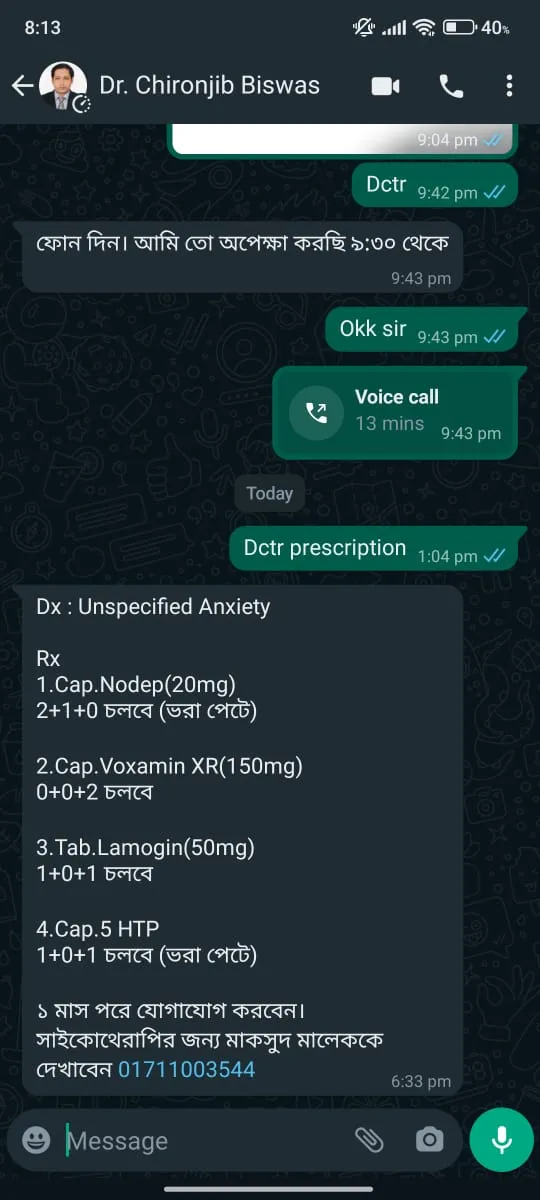 8:13
40%
Dr. Chironjib Biswas
9:04 pm
Dctr
9:42 pm
ফোন দিন। আমি তো অপেক্ষা করছি ৯:৩০ থেকে
9:43 pm
Okk sir
9:43 pm
Voice call
13 mins
9:43 pm
Today
Dctr prescription
1:04 pm
Dx : Unspecified Anxiety
Rx
1.Cap.Nodep(20mg)
2+1+0 চলবে (ভরা পেটে)
2.Cap.Voxamin XR(150mg)
0+0+2 চলবে
3.Tab.Lamogin(50mg)
1+0+1 চলবে
4.Cap.5 HTP
1+0+1 চলবে (ভরা পেটে)
১ মাস পরে যোগাযোগ করবেন।
সাইকোথেরাপির জন্য মাকসুদ মালেককে
দেখাবেন 01711003544
6:33 pm
Message